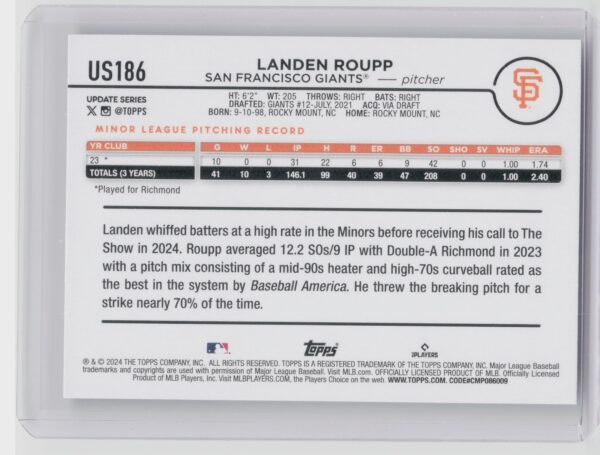 US186
LANDEN ROUPP
SAN FRANCISCO GIANTS® — pitcher
SF
UPDATE SERIES
@TOPPS
HT: 6'2" WT: 205 THROWS: RIGHT BATS: RIGHT
DRAFTED: GIANTS #12-JULY, 2021 ACQ: VIA DRAFT
BORN: 9-10-98, ROCKY MOUNT, NC HOME: ROCKY MOUNT, NC
MINOR LEAGUE PITCHING RECORD
YR CLUB G W L IP H R ER BB SO SHO SV WHIP ERA
23 * 10 0 0 31 22 6 6 9 42 0 0 1.00 1.74
TOTALS (3 YEARS) 41 10 3 146.1 99 40 39 47 208 0 0 1.00 2.40
*Played for Richmond
Landen whiffed batters at a high rate in the Minors before receiving his call to The
Show in 2024. Roupp averaged 12.2 SOs/9 IP with Double-A Richmond in 2023
with a pitch mix consisting of a mid-90s heater and high-70s curveball rated as
the best in the system by Baseball America. He threw the breaking pitch for a
strike nearly 70% of the time.
Topps
PLAYERS
® & © 2024 THE TOPPS COMPANY, INC. ALL RIGHTS RESERVED. TOPPS IS A REGISTERED TRADEMARK OF THE TOPPS COMPANY, INC. Major League Baseball
trademarks and copyrights are used with permission of Major League Baseball. Visit MLB.com. OFFICIALLY LICENSED PRODUCT OF MLB. Officially Licensed
Product of MLB Players, Inc. Visit MLBPLAYERS.COM, the Players Choice on the web. WWW.TOPPS.COM. CODE#CMP086009